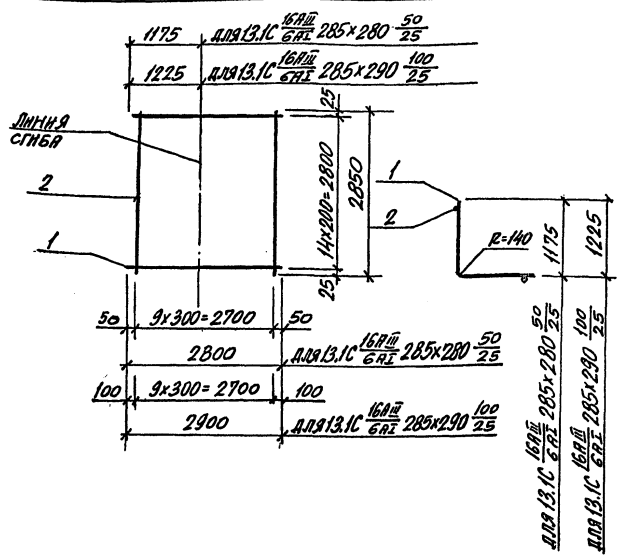 1175 для 13.1С 16АIII/6АI 285×280 50/25
1225 для 13.1С 16АIII/6АI 285×290 100/25
линия
сгиба
2
1
25
14×200=2800
2850
25
1
2
R=140
1175
1225
50 9×300=2700 50
2800 для 13.1С 16АIII/6АI 285×280 50/25
100 9×300=2700 100
2900 для 13.1С 16АIII/6АI 285×290 100/25
для 13.1С 16АIII/6АI 285×280 50/25
для 13.1С 16АIII/6АI 285×290 100/25